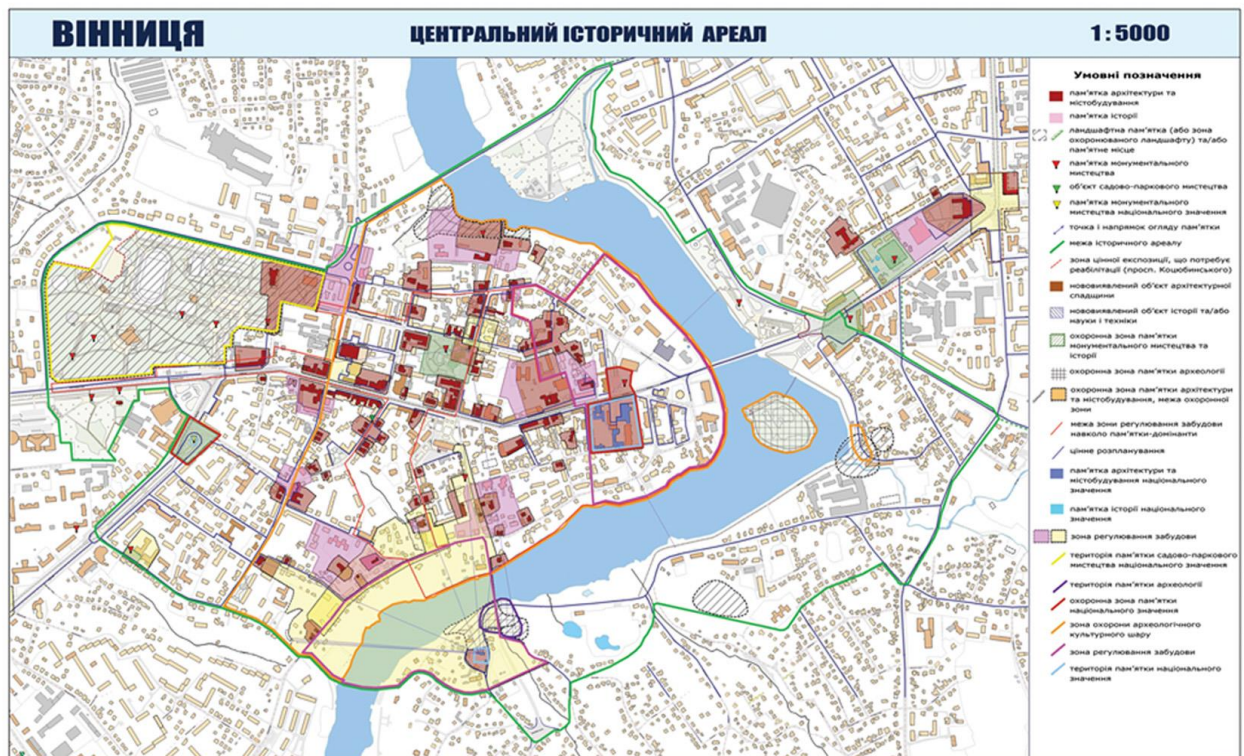 ВІННИЦЯ
ЦЕНТРАЛЬНИЙ ІСТОРИЧНИЙ АРЕАЛ
1:5000
Умовні позначення
пам'ятка архітектури та
містобудування
пам'ятка історії
ландшафтна пам'ятка (або зона
охоронюваного ландшафту) та/або
пам'ятне місце
пам'ятка монументального
мистецтва
об'єкт садово-паркового мистецтва
пам'ятка монументального
мистецтва національного значення
точка і напрямок огляду пам'ятки
межа історичного ареалу
зона цінної експозиції, що потребує
реабілітації (просп. Коцюбинського)
нововиявлений об'єкт архітектурної
спадщини
нововиявлений об'єкт історії та/або
науки і техніки
охоронна зона пам'ятки
монументального мистецтва та
історії
охоронна зона пам'ятки археології
охоронна зона пам'ятки архітектури
та містобудування, межа охоронної
зони
межа зони регулювання забудови
навколо пам'ятки-домінанти
цінне розпланування
пам'ятка архітектури та
містобудування національного
значення
пам'ятка історії національного
значення
зона регулювання забудови
територія пам'ятки садово-паркового
мистецтва національного значення
територія пам'ятки археології
охоронна зона пам'ятки
національного значення
зона охорони археологічного
культурного шару
зона регулювання забудови
територія пам'ятки національного
значення